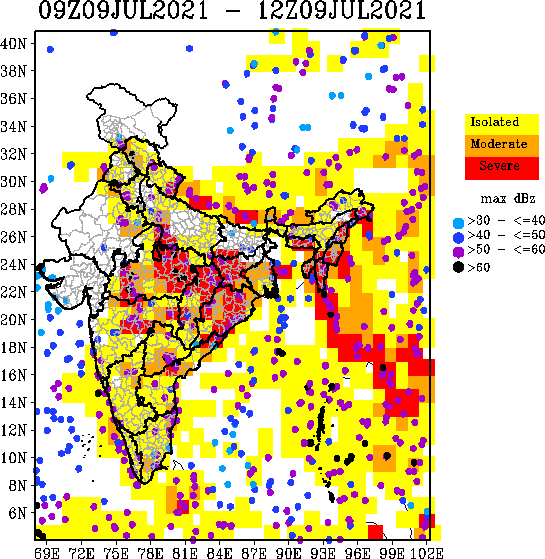 09Z09JUL2021 - 12Z09JUL2021
40N
38N
36N
34N
32N
30N
28N
26N
24N
22N
20N
18N
16N
14N
12N
10N
8N
6N
69E 72E 75E 78E 81E 84E 87E 90E 93E 96E 99E 102E
Isolated
Moderate
Severe
max dBz
>30 - <=40
>40 - <=50
>50 - <=60
>60